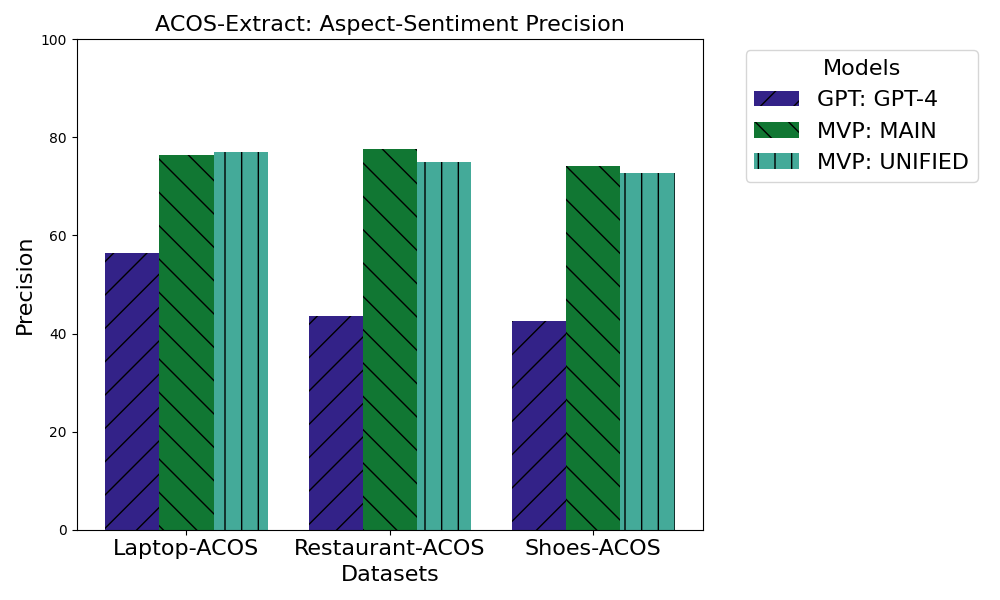 ACOS-Extract: Aspect-Sentiment Precision
100
80
60
40
20
0
Precision
Laptop-ACOS
Restaurant-ACOS
Shoes-ACOS
Datasets
Models
GPT: GPT-4
MVP: MAIN
MVP: UNIFIED